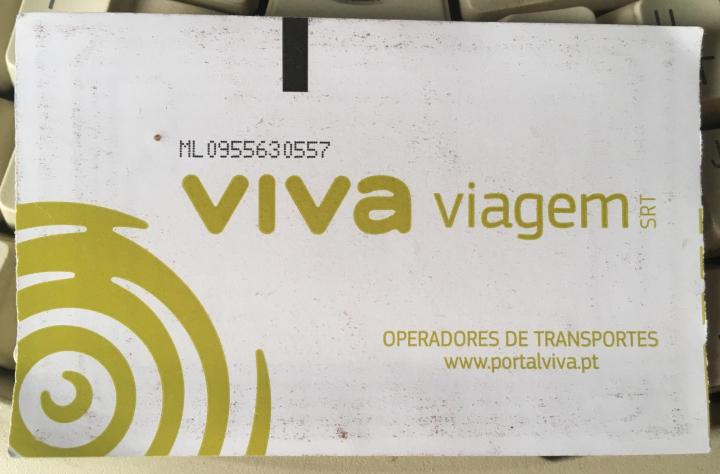 ML0955630557
viva viagem SRT
OPERADORES DE TRANSPORTES
www.portalviva.pt